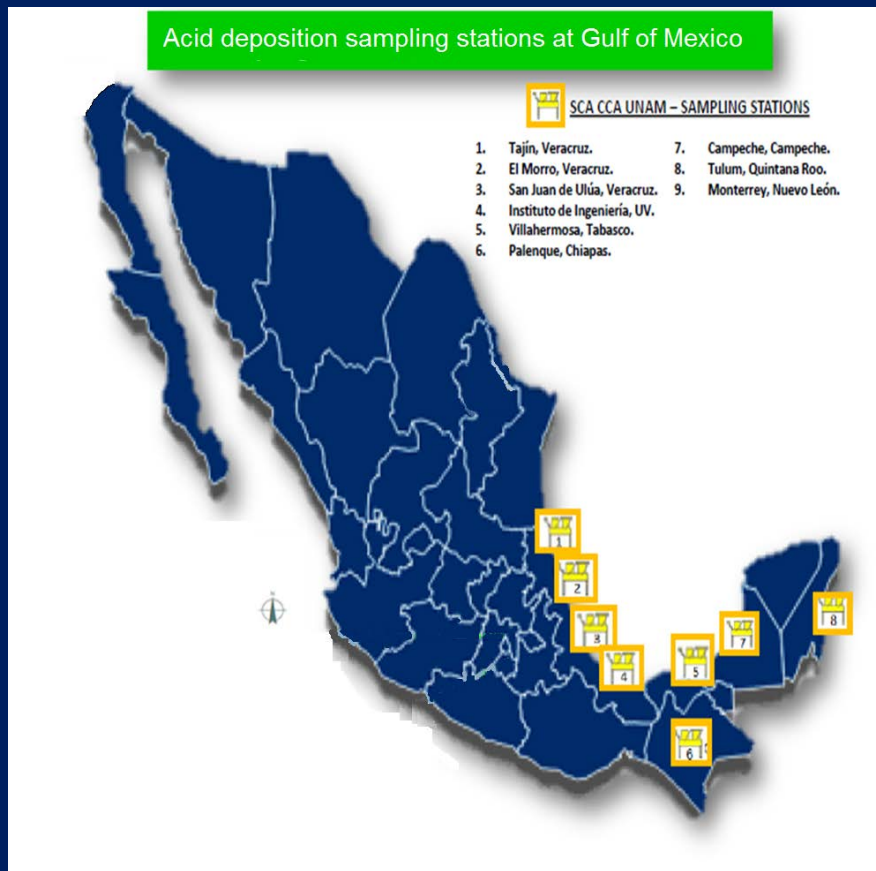 Acid deposition sampling stations at Gulf of Mexico
SCA CCA UNAM – SAMPLING STATIONS
1. Tajín, Veracruz.
2. El Morro, Veracruz.
3. San Juan de Ulúa, Veracruz.
4. Instituto de Ingeniería, UV.
5. Villahermosa, Tabasco.
6. Palenque, Chiapas.
7. Campeche, Campeche.
8. Tulum, Quintana Roo.
9. Monterrey, Nuevo León.
1
2
3
4
5
6
7
8